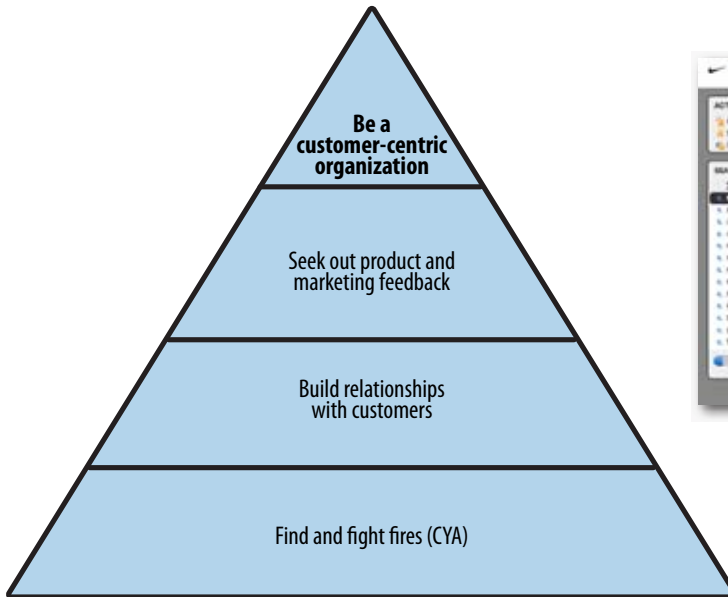 Be a
customer-centric
organization
Seek out product and
marketing feedback
Build relationships
with customers
Find and fight fires (CYA)